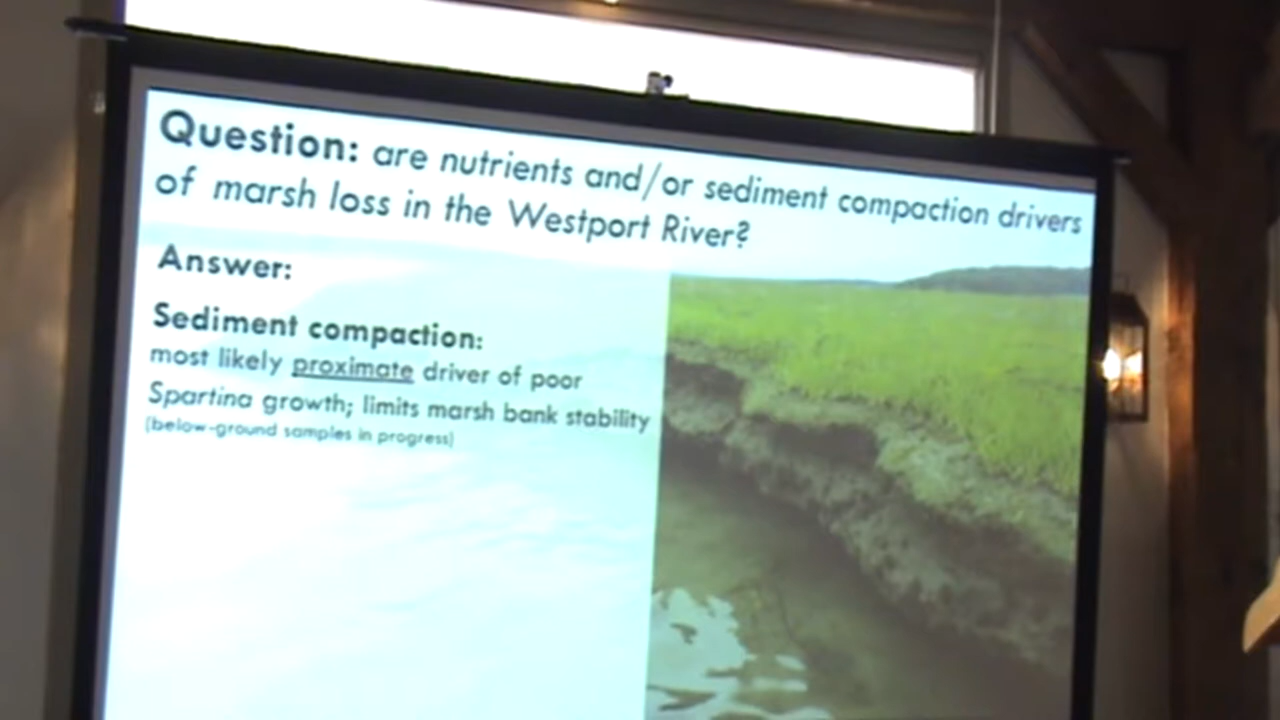 Question: are nutrients and/or sediment compaction drivers
of marsh loss in the Westport River?
Answer:
Sediment compaction:
most likely proximate driver of poor
Spartina growth; limits marsh bank stability
(below-ground samples in progress)